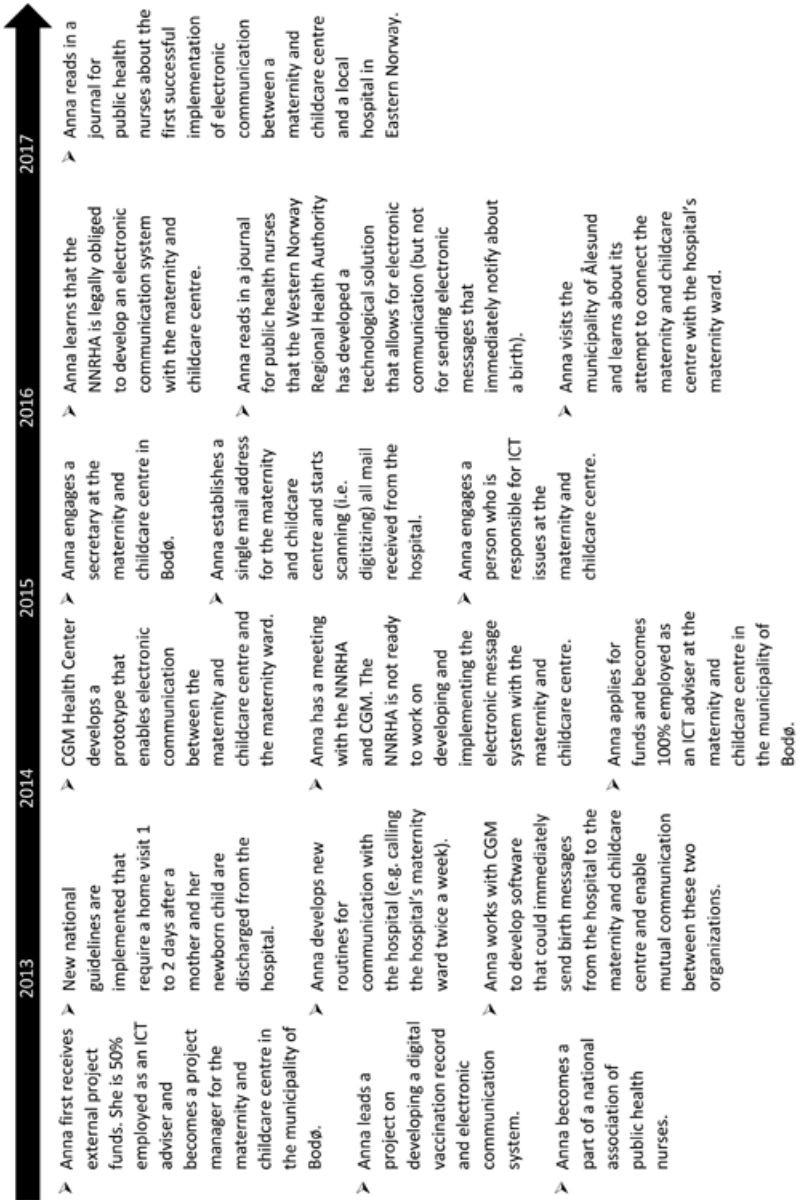 2013
2014
2015
2016
2017
➢ Anna first receives
external project
funds. She is 50%
employed as an ICT
adviser and
becomes a project
manager for the
maternity and
childcare centre in
the municipality of
Bodø.
➢ Anna leads a
project on
developing a digital
vaccination record
and electronic
communication
system.
➢ Anna becomes a
part of a national
association of
public health
nurses.
➢ New national
guidelines are
implemented that
require a home visit 1
to 2 days after a
mother and her
newborn child are
discharged from the
hospital.
➢ Anna develops new
routines for
communication with
the hospital (e.g. calling
the hospital's maternity
ward twice a week).
➢ Anna works with CGM
to develop software
that could immediately
send birth messages
from the hospital to the
maternity and childcare
centre and enable
mutual communication
between these two
organizations.
➢ CGM Health Center
develops a
prototype that
enables electronic
communication
between the
maternity and
childcare centre and
the maternity ward.
➢ Anna has a meeting
with the NNRHA
and CGM. The
NNRHA is not ready
to work on
developing and
implementing the
electronic message
system with the
maternity and
childcare centre.
➢ Anna applies for
funds and becomes
100% employed as
an ICT adviser at the
maternity and
childcare centre in
the municipality of
Bodø.
➢ Anna engages a
secretary at the
maternity and
childcare centre in
Bodø.
➢ Anna establishes a
single mail address
for the maternity
and childcare
centre and starts
scanning (i.e.
digitizing) all mail
received from the
hospital.
➢ Anna engages a
person who is
responsible for ICT
issues at the
maternity and
childcare centre.
➢ Anna learns that the
NNRHA is legally obliged
to develop an electronic
communication system
with the maternity and
childcare centre.
➢ Anna reads in a journal
for public health nurses
that the Western Norway
Regional Health Authority
has developed a
technological solution
that allows for electronic
communication (but not
for sending electronic
messages that
immediately notify about
a birth).
➢ Anna visits the
municipality of Ålesund
and learns about its
attempt to connect the
maternity and childcare
centre with the hospital's
maternity ward.
➢ Anna reads in a
journal for
public health
nurses about the
first successful
implementation
of electronic
communication
between a
maternity and
childcare centre
and a local
hospital in
Eastern Norway.